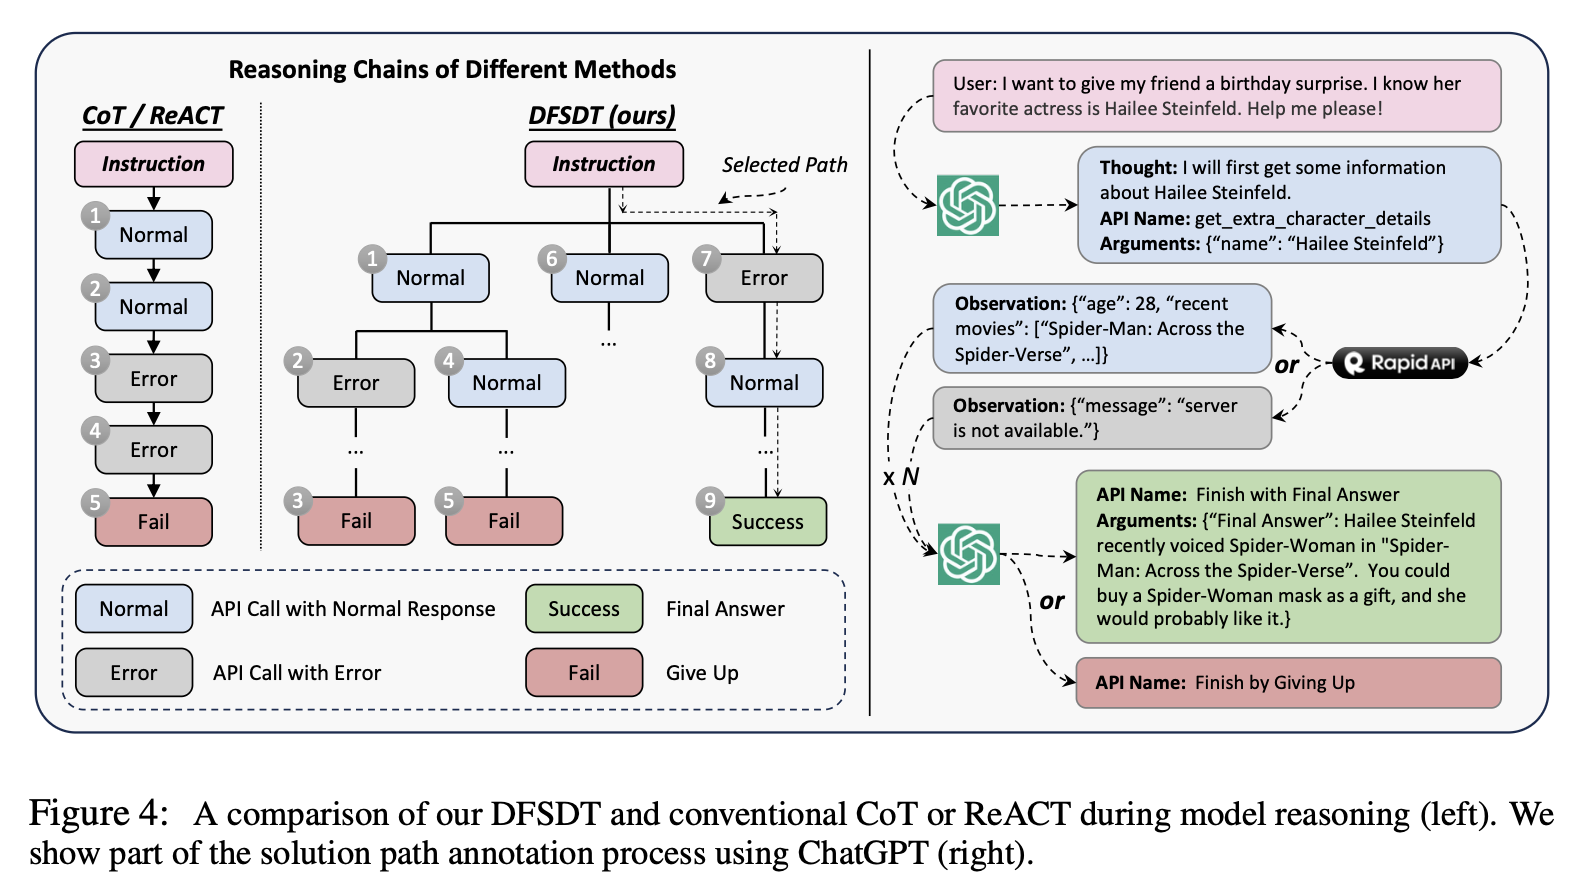 Reasoning Chains of Different Methods
CoT / ReACT
Instruction
1
Normal
2
Normal
3
Error
4
Error
5
Fail
DFSDT (ours)
Instruction
Selected Path
1
Normal
6
Normal
7
Error
...
2
Error
4
Normal
8
Normal
...
...
...
3
Fail
5
Fail
9
Success
Normal
API Call with Normal Response
Success
Final Answer
Error
API Call with Error
Fail
Give Up
User: I want to give my friend a birthday surprise. I know her
favorite actress is Hailee Steinfeld. Help me please!
Thought: I will first get some information
about Hailee Steinfeld.
API Name: get_extra_character_details
Arguments: {“name”: “Hailee Steinfeld”}
Observation: {“age”: 28, “recent
movies”: [“Spider-Man: Across the
Spider-Verse”, …]}
or
Rapid API
Observation: {“message”: “server
is not available.”}
x N
API Name: Finish with Final Answer
Arguments: {“Final Answer”: Hailee Steinfeld
recently voiced Spider-Woman in "Spider-
Man: Across the Spider-Verse”. You could
buy a Spider-Woman mask as a gift, and she
would probably like it.}
or
API Name: Finish by Giving Up
Figure 4: A comparison of our DFSDT and conventional CoT or ReACT during model reasoning (left). We
show part of the solution path annotation process using ChatGPT (right).